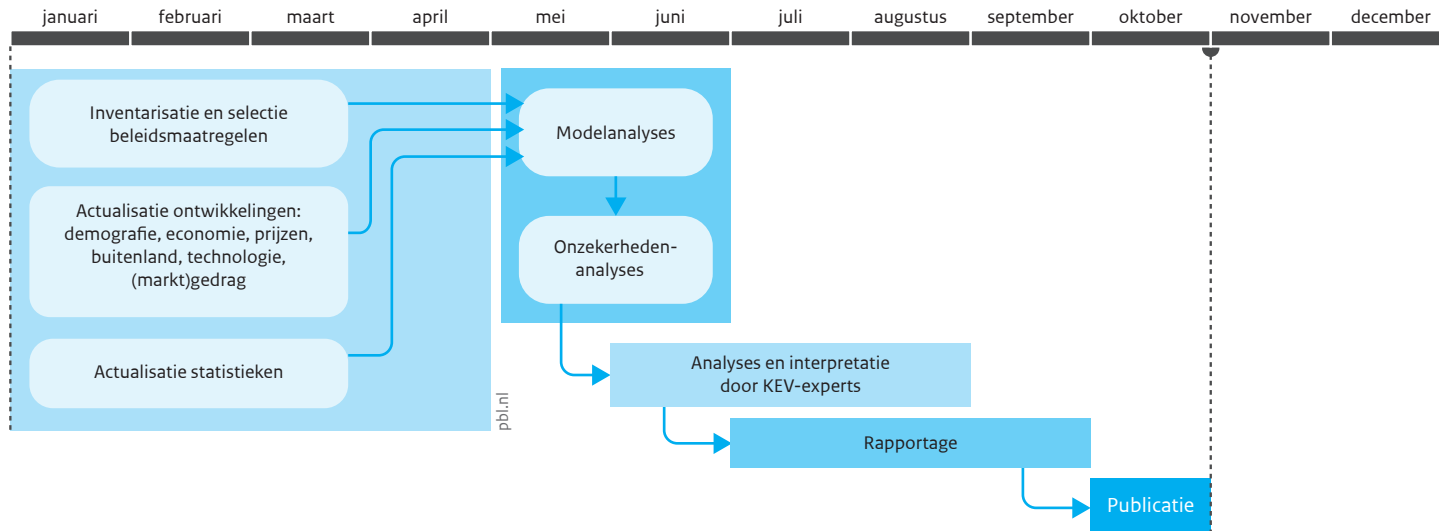 januari februari maart april mei juni juli augustus september oktober november december
Inventarisatie en selectie
beleidsmaatregelen
Actualisatie ontwikkelingen:
demografie, economie, prijzen,
buitenland, technologie,
(markt)gedrag
Actualisatie statistieken
pbl.nl
Modelanalyses
Onzekerheden-
analyses
Analyses en interpretatie
door KEV-experts
Rapportage
Publicatie